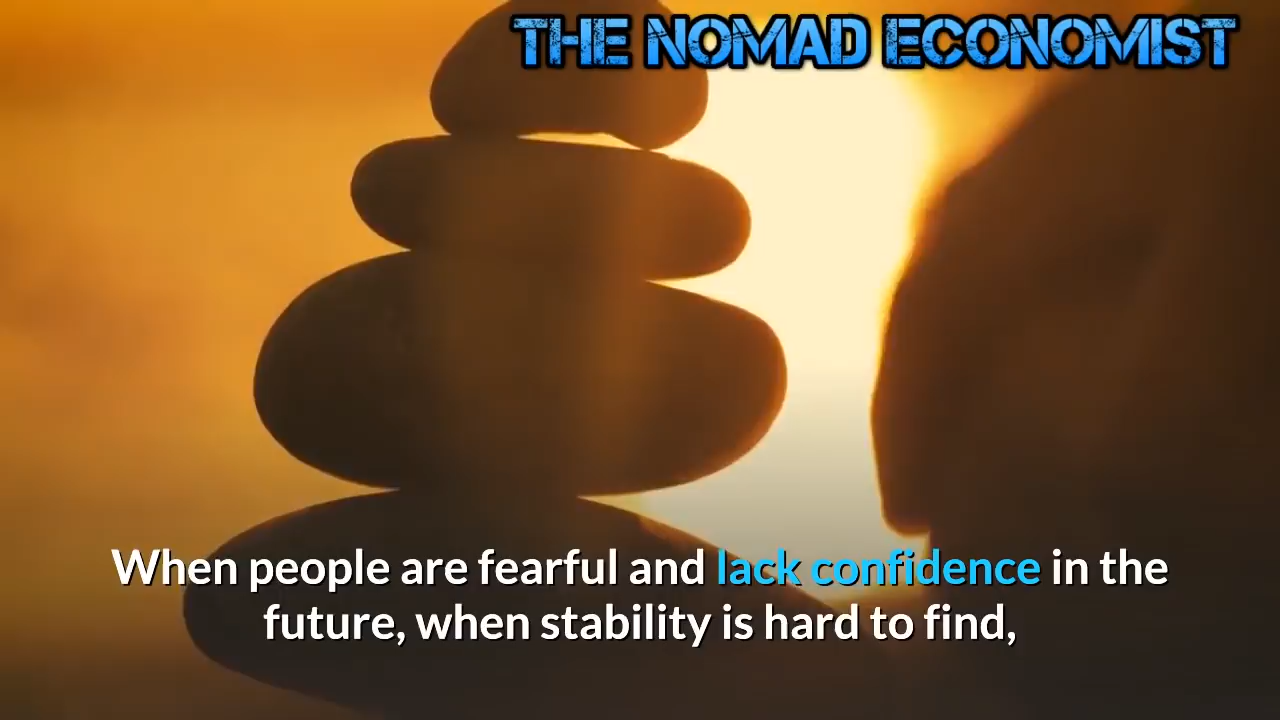 THE NOMAD ECONOMIST
When people are fearful and lack confidence in the
future, when stability is hard to find,